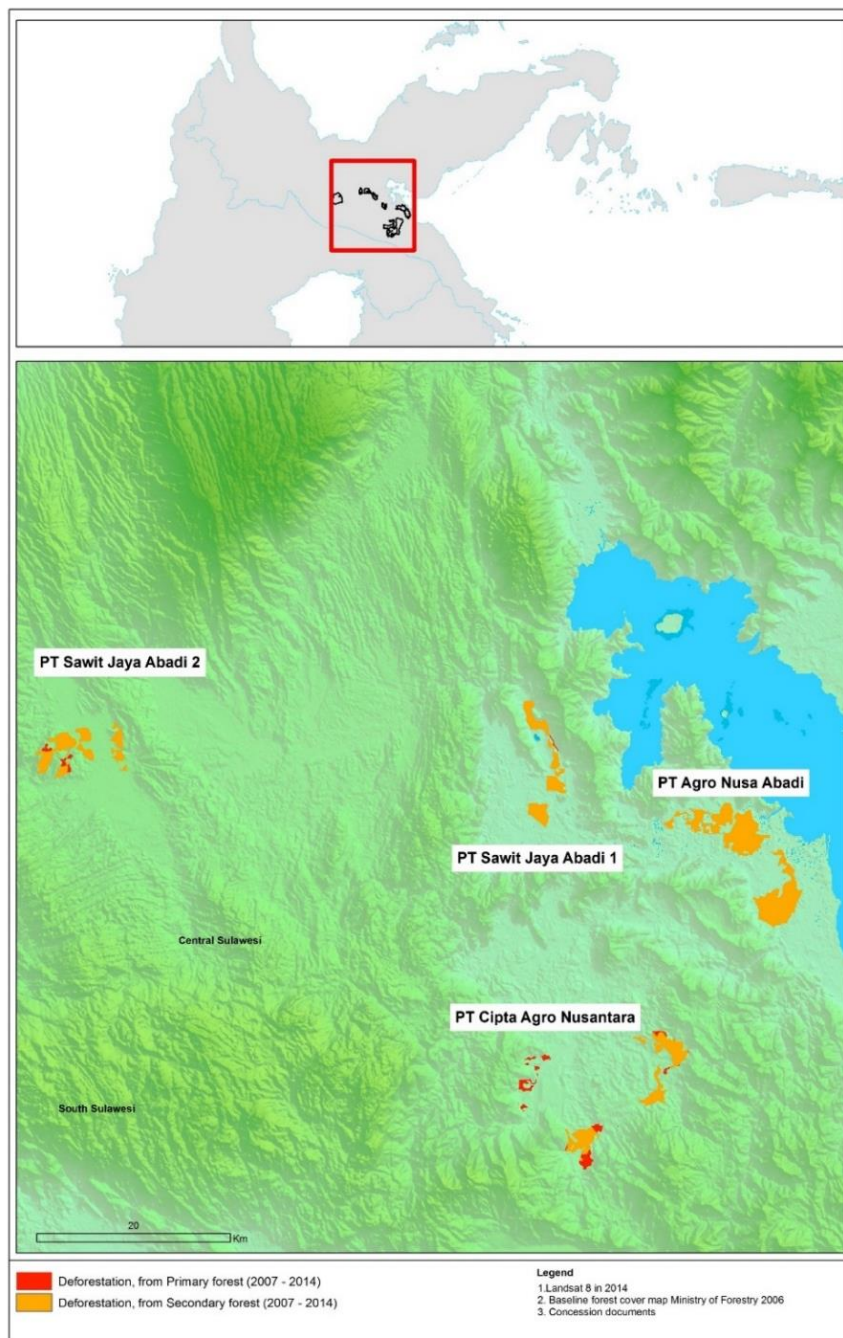 PT Sawit Jaya Abadi 2
PT Agro Nusa Abadi
PT Sawit Jaya Abadi 1
Central Sulawesi
PT Cipta Agro Nusantara
South Sulawesi
20
Km
Deforestation, from Primary forest (2007 - 2014)
Deforestation, from Secondary forest (2007 - 2014)
Legend
1.Landsat 8 in 2014
2. Baseline forest cover map Ministry of Forestry 2006
3. Concession documents